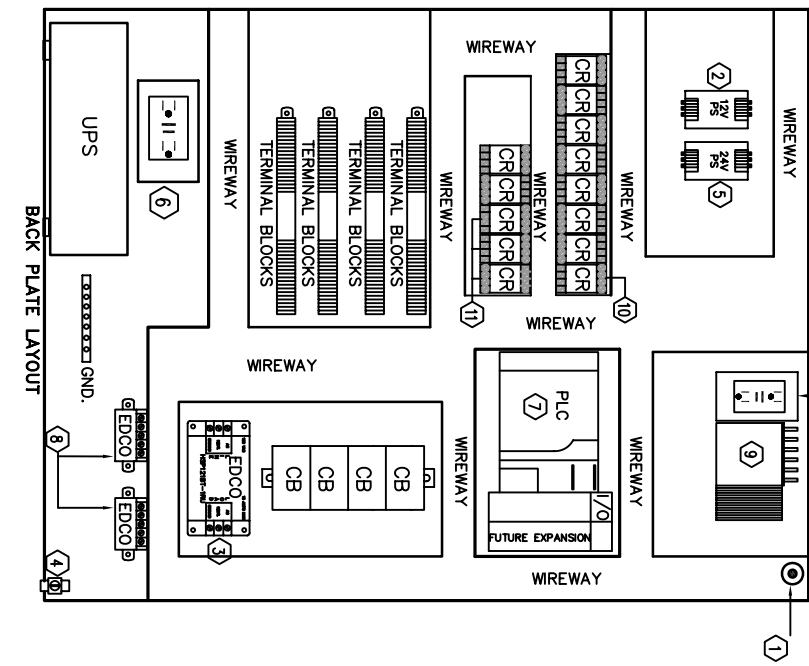 WIREWAY
WIREWAY
2
12V
PS
24V
PS
5
UPS
6
WIREWAY
TERMINAL BLOCKS
TERMINAL BLOCKS
TERMINAL BLOCKS
TERMINAL BLOCKS
WIREWAY
CR
CR
CR
CR
CR
WIREWAY
CR
CR
CR
CR
CR
CR
CR
CR
WIREWAY
11
10
WIREWAY
BACK PLATE LAYOUT
GND.
WIREWAY
8
EDCO
EDCO
4
EDCO
3
CB
CB
CB
CB
WIREWAY
PLC
7
I/O
FUTURE EXPANSION
WIREWAY
9
WIREWAY
1